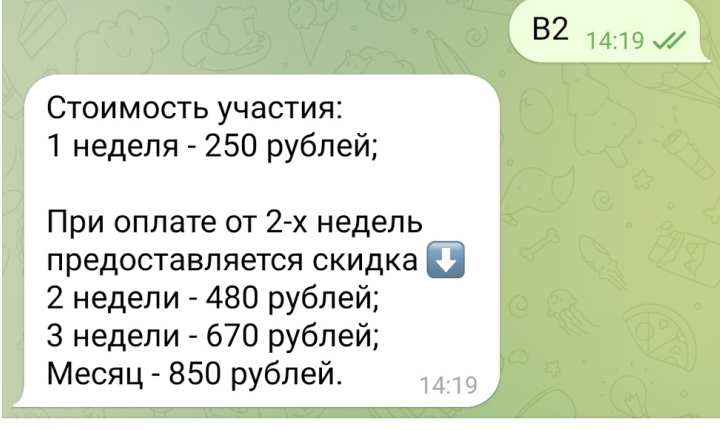 B2
14:19
Стоимость участия:
1 неделя - 250 рублей;
При оплате от 2-х недель
предоставляется скидка ⬇️
2 недели - 480 рублей;
3 недели - 670 рублей;
Месяц - 850 рублей.
14:19